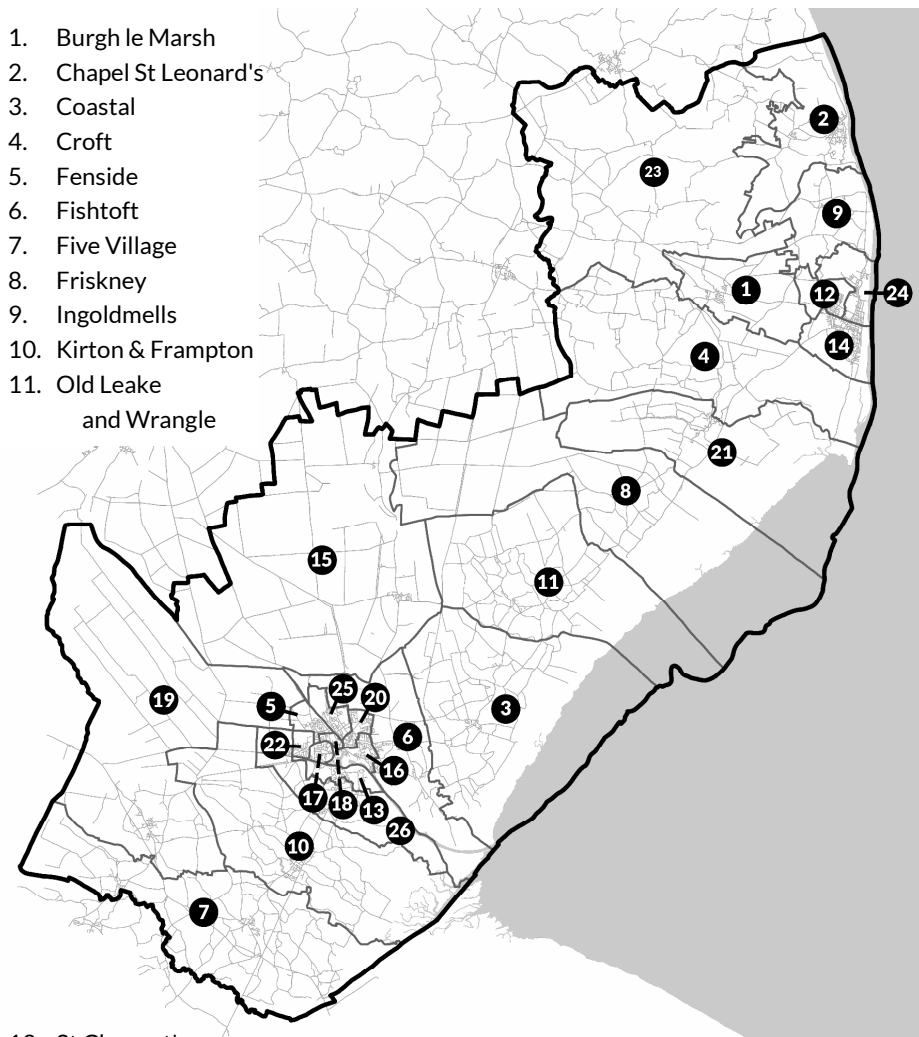 1. Burgh le Marsh
2. Chapel St Leonard's
3. Coastal
4. Croft
5. Fenside
6. Fishtoft
7. Five Village
8. Friskney
9. Ingoldmells
10. Kirton & Frampton
11. Old Leake
and Wrangle
2
23
9
1
12
24
14
4
21
8
15
11
19
5
25
20
3
22
6
16
17
18
13
26
10
7